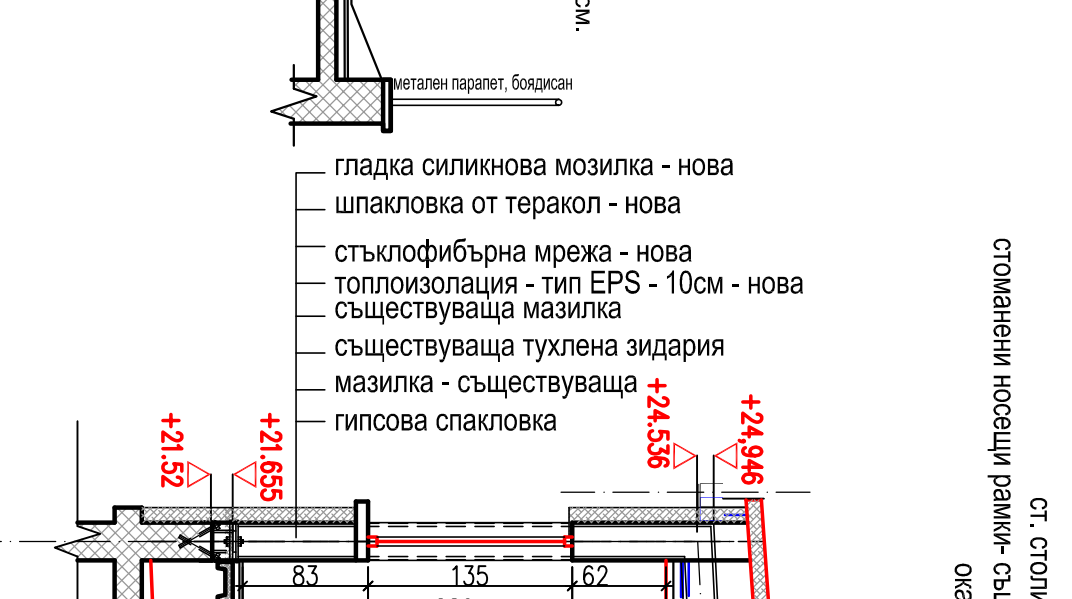 см.
метален парапет, боядисан
гладка силикнова мозилка - нова
шпакловка от теракол - нова
стъклофибърна мрежа - нова
топлоизолация - тип EPS - 10см - нова
съществуваща мазилка
съществуваща тухлена зидария
мазилка - съществуваща
гипсова спакловка
+21.52
+21.655
+24.536
+24,946
83
135
62
стоманени носещи рамки- съ
ст. столи
ока